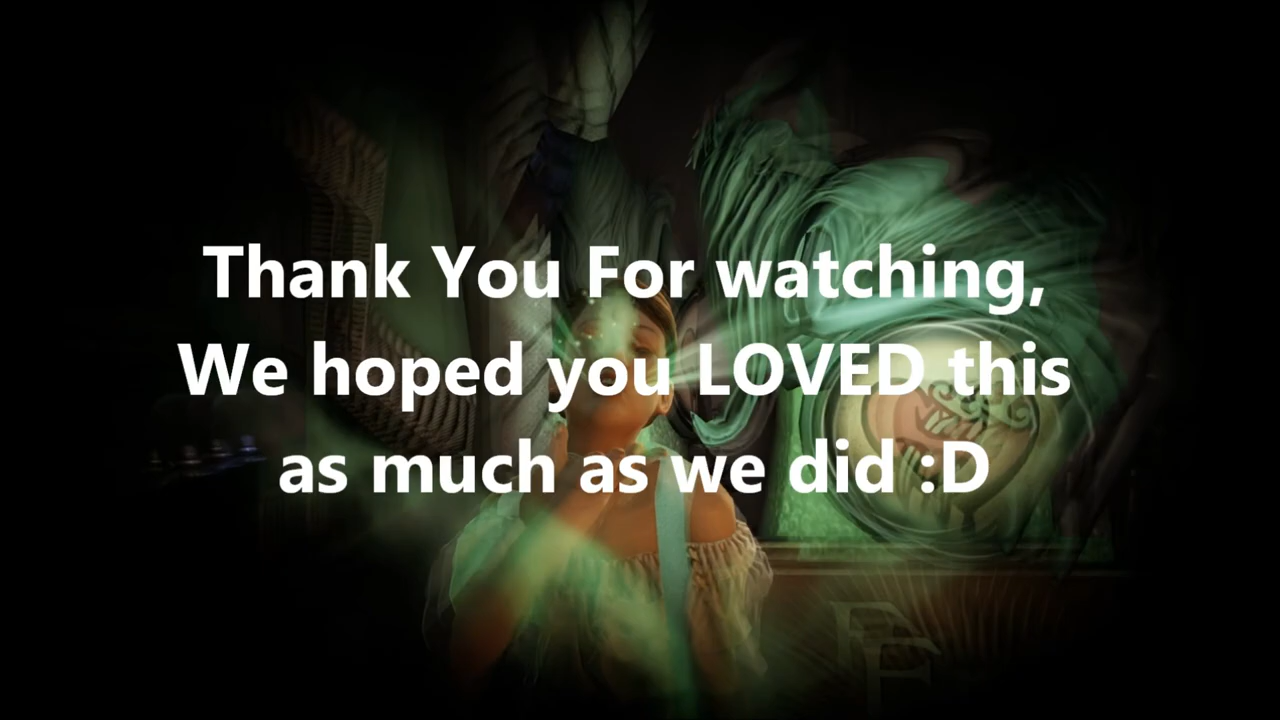 Thank You For watching,
We hoped you LOVED this
as much as we did :D
F
F